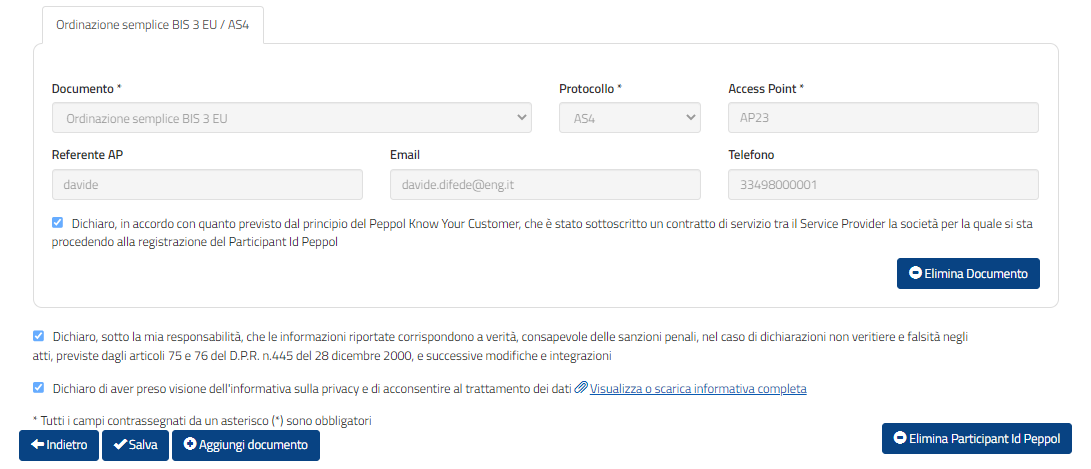 Ordinazione semplice BIS 3 EU / AS4
Documento * Protocollo * Access Point *
Ordinazione semplice BIS 3 EU AS4 AP23
Referente AP Email Telefono
davide davide.difede@eng.it 33498000001
Dichiaro, in accordo con quanto previsto dal principio del Peppol Know Your Customer, che è stato sottoscritto un contratto di servizio tra il Service Provider la società per la quale si sta
procedendo alla registrazione del Participant Id Peppol
Elimina Documento
Dichiaro, sotto la mia responsabilità, che le informazioni riportate corrispondono a verità, consapevole delle sanzioni penali, nel caso di dichiarazioni non veritiere e falsità negli
atti, previste dagli articoli 75 e 76 del D.P.R. n.445 del 28 dicembre 2000, e successive modifiche e integrazioni
Dichiaro di aver preso visione dell'informativa sulla privacy e di acconsentire al trattamento dei dati Visualizza o scarica informativa completa
* Tutti i campi contrassegnati da un asterisco (*) sono obbligatori
Indietro Salva Aggiungi documento Elimina Participant Id Peppol